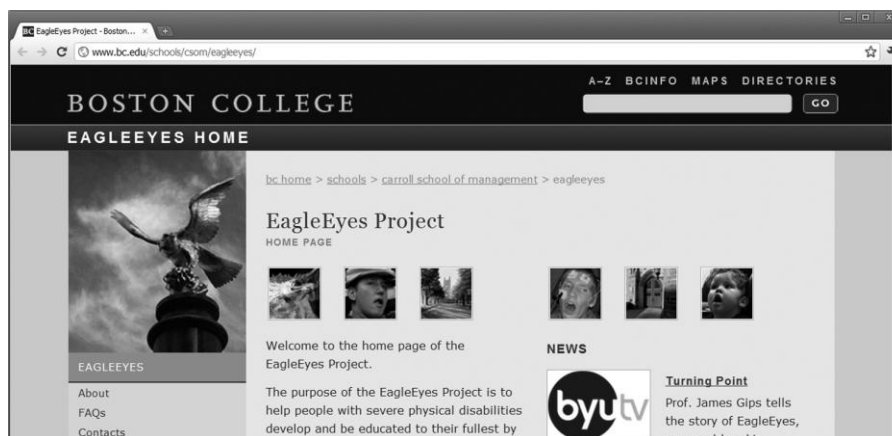 BC EagleEyes Project - Boston... ×
www.bc.edu/schools/csom/eagleeyes/
A–Z BCINFO MAPS DIRECTORIES
BOSTON COLLEGE
GO
EAGLEEYES HOME
bc home > schools > carroll school of management > eagleeyes
EagleEyes Project
HOME PAGE
Welcome to the home page of the
EagleEyes Project.
The purpose of the EagleEyes Project is to
help people with severe physical disabilities
develop and be educated to their fullest by
NEWS
byutv
Turning Point
Prof. James Gips tells
the story of EagleEyes,
EAGLEEYES
About
FAQs
Contacts